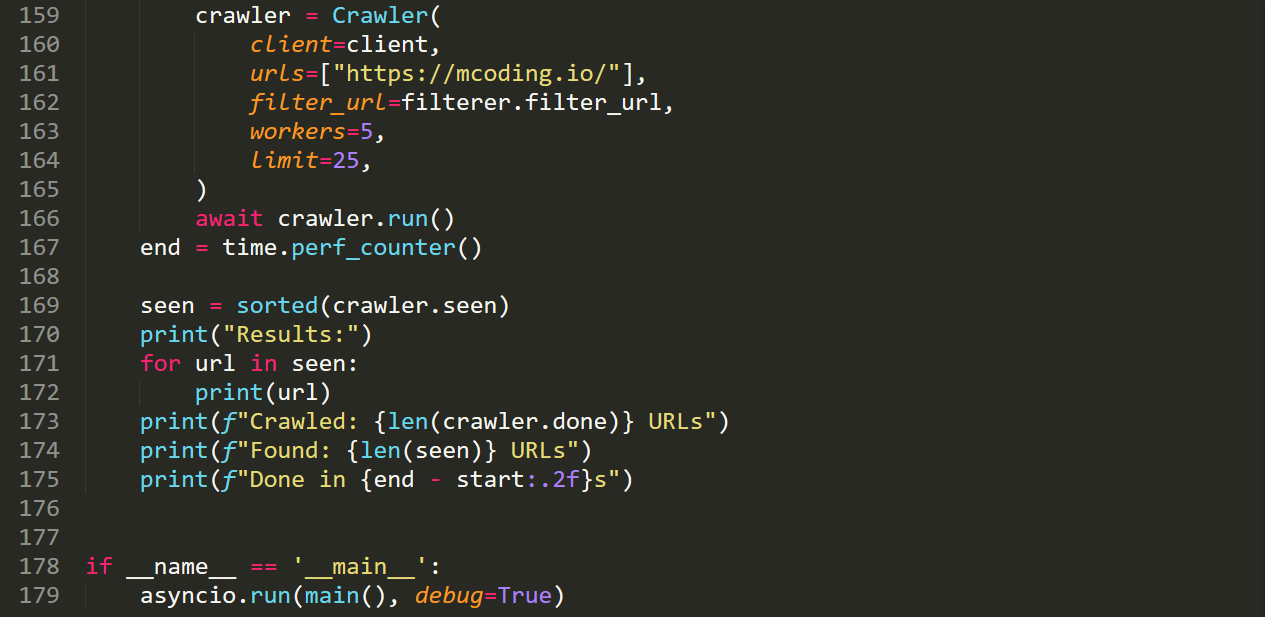 159         crawler = Crawler(
160             client=client,
161             urls=["https://mcoding.io/"],
162             filter_url=filterer.filter_url,
163             workers=5,
164             limit=25,
165         )
166         await crawler.run()
167     end = time.perf_counter()
168
169     seen = sorted(crawler.seen)
170     print("Results:")
171     for url in seen:
172         print(url)
173     print(f"Crawled: {len(crawler.done)} URLs")
174     print(f"Found: {len(seen)} URLs")
175     print(f"Done in {end - start:.2f}s")
176
177
178 if __name__ == '__main__':
179     asyncio.run(main(), debug=True)